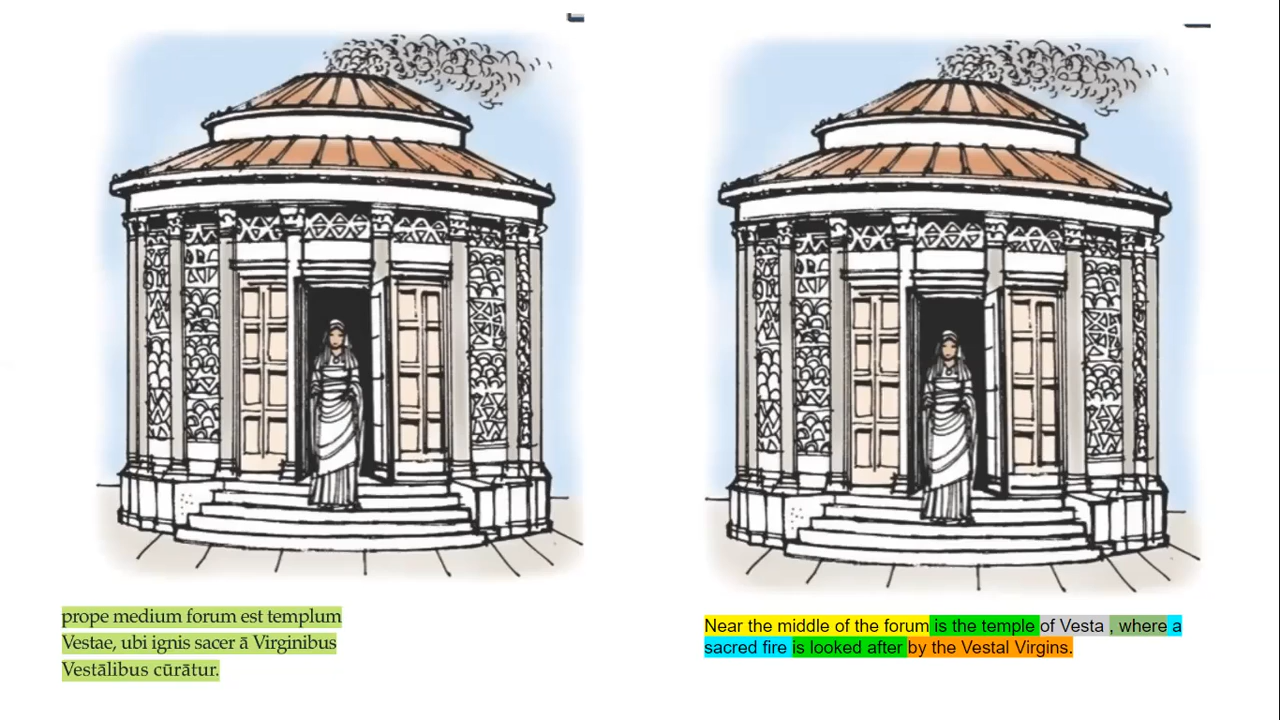 prope medium forum est templum
Vestae, ubi ignis sacer ā Virginibus
Vestālibus cūrātur.
Near the middle of the forum is the temple of Vesta , where a
sacred fire is looked after by the Vestal Virgins.